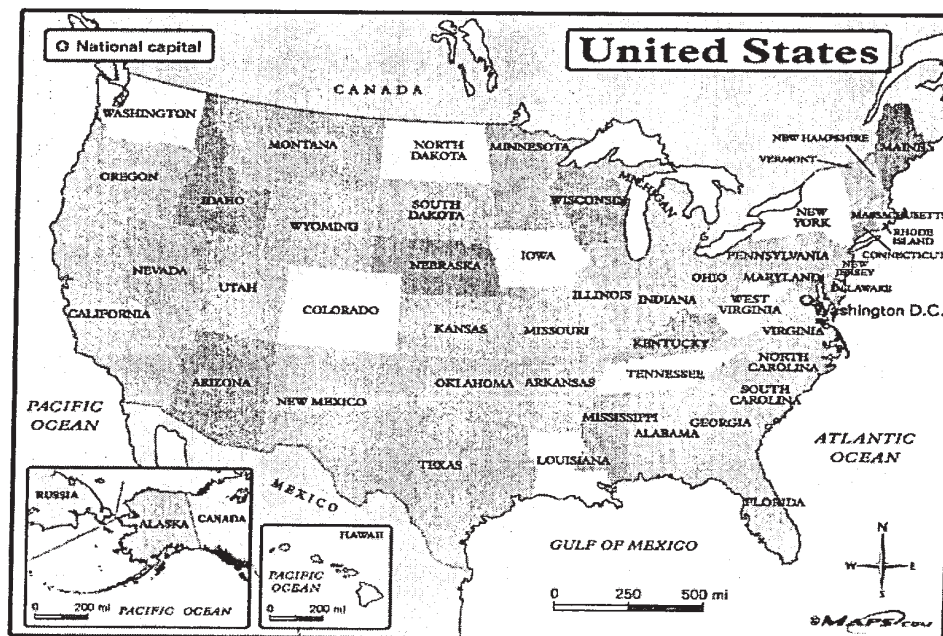 O National capital
United States
CANADA
WASHINGTON
MONTANA
NORTH
DAKOTA
MINNESOTA
NEW HAMPSHIRE
MAINE
VERMONT
OREGON
IDAHO
MICHIGAN
WYOMING
SOUTH
DAKOTA
WISCONSIN
NEW
YORK
MASSACHUSETTS
RHODE
ISLAND
CONNECTICUT
NEVADA
UTAH
NEBRASKA
IOWA
PENNSYLVANIA
OHIO
MARYLAND
NEW
JERSEY
DELAWARE
CALIFORNIA
COLORADO
KANSAS
MISSOURI
ILLINOIS
INDIANA
WEST
VIRGINIA
Washington D.C.
VIRGINIA
KENTUCKY
NORTH
CAROLINA
TENNESSEE
ARIZONA
NEW MEXICO
OKLAHOMA
ARKANSAS
SOUTH
CAROLINA
MISSISSIPPI
ALABAMA
GEORGIA
PACIFIC
OCEAN
ATLANTIC
OCEAN
TEXAS
LOUISIANA
MEXICO
FLORIDA
RUSSIA
ALASKA
CANADA
0 200 mi
PACIFIC OCEAN
HAWAII
PACIFIC
OCEAN
0 200 mi
GULF OF MEXICO
0 250 500 mi
N
W E
S
©MAPS.COM